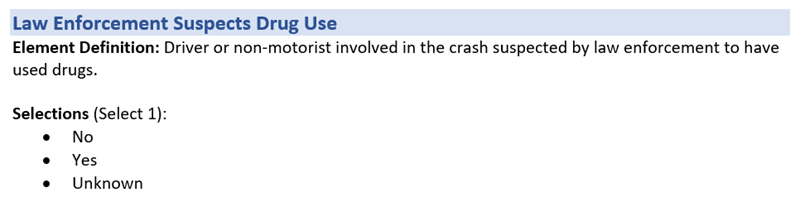 Law Enforcement Suspects Drug Use
Element Definition: Driver or non-motorist involved in the crash suspected by law enforcement to have
used drugs.
Selections (Select 1):
• No
• Yes
• Unknown